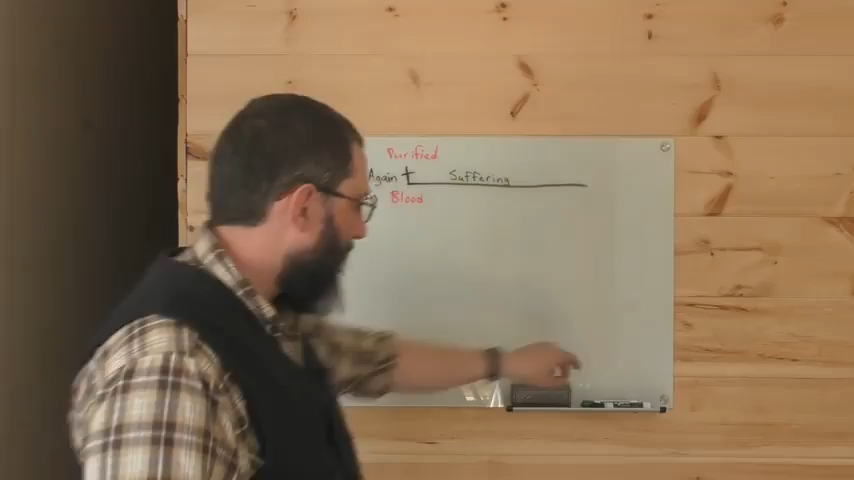 Purified
Again † Suffering
Blood